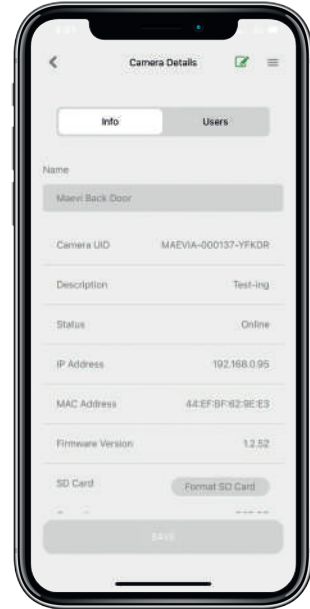 Camera Details
Info Users
Name
Maevi Back Door
Camera UID MAEVIA-000137-YFKDR
Description Test-ing
Status Online
IP Address 192.168.0.95
MAC Address 44:EF:BF:62:9E:E3
Firmware Version 1.2.52
SD Card Format SD Card
SAVE